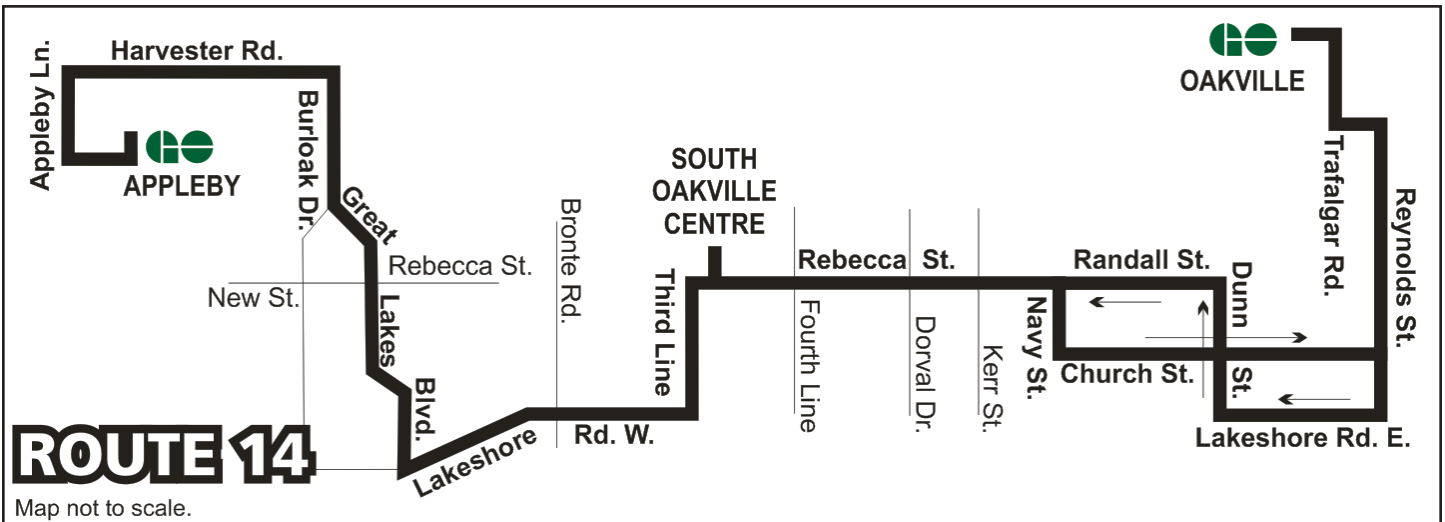 Appleby Ln.
Harvester Rd.
GO
APPLEBY
Burloak Dr.
Great
Lakes
Blvd.
Rebecca St.
New St.
Bronte Rd.
Lakeshore
Rd. W.
Third Line
SOUTH
OAKVILLE
CENTRE
Rebecca St.
Fourth Line
Dorval Dr.
Kerr St.
Navy St.
Randall St.
Church St.
Dunn
St.
Lakeshore Rd. E.
GO
OAKVILLE
Trafalgar Rd.
Reynolds St.
ROUTE 14
Map not to scale.